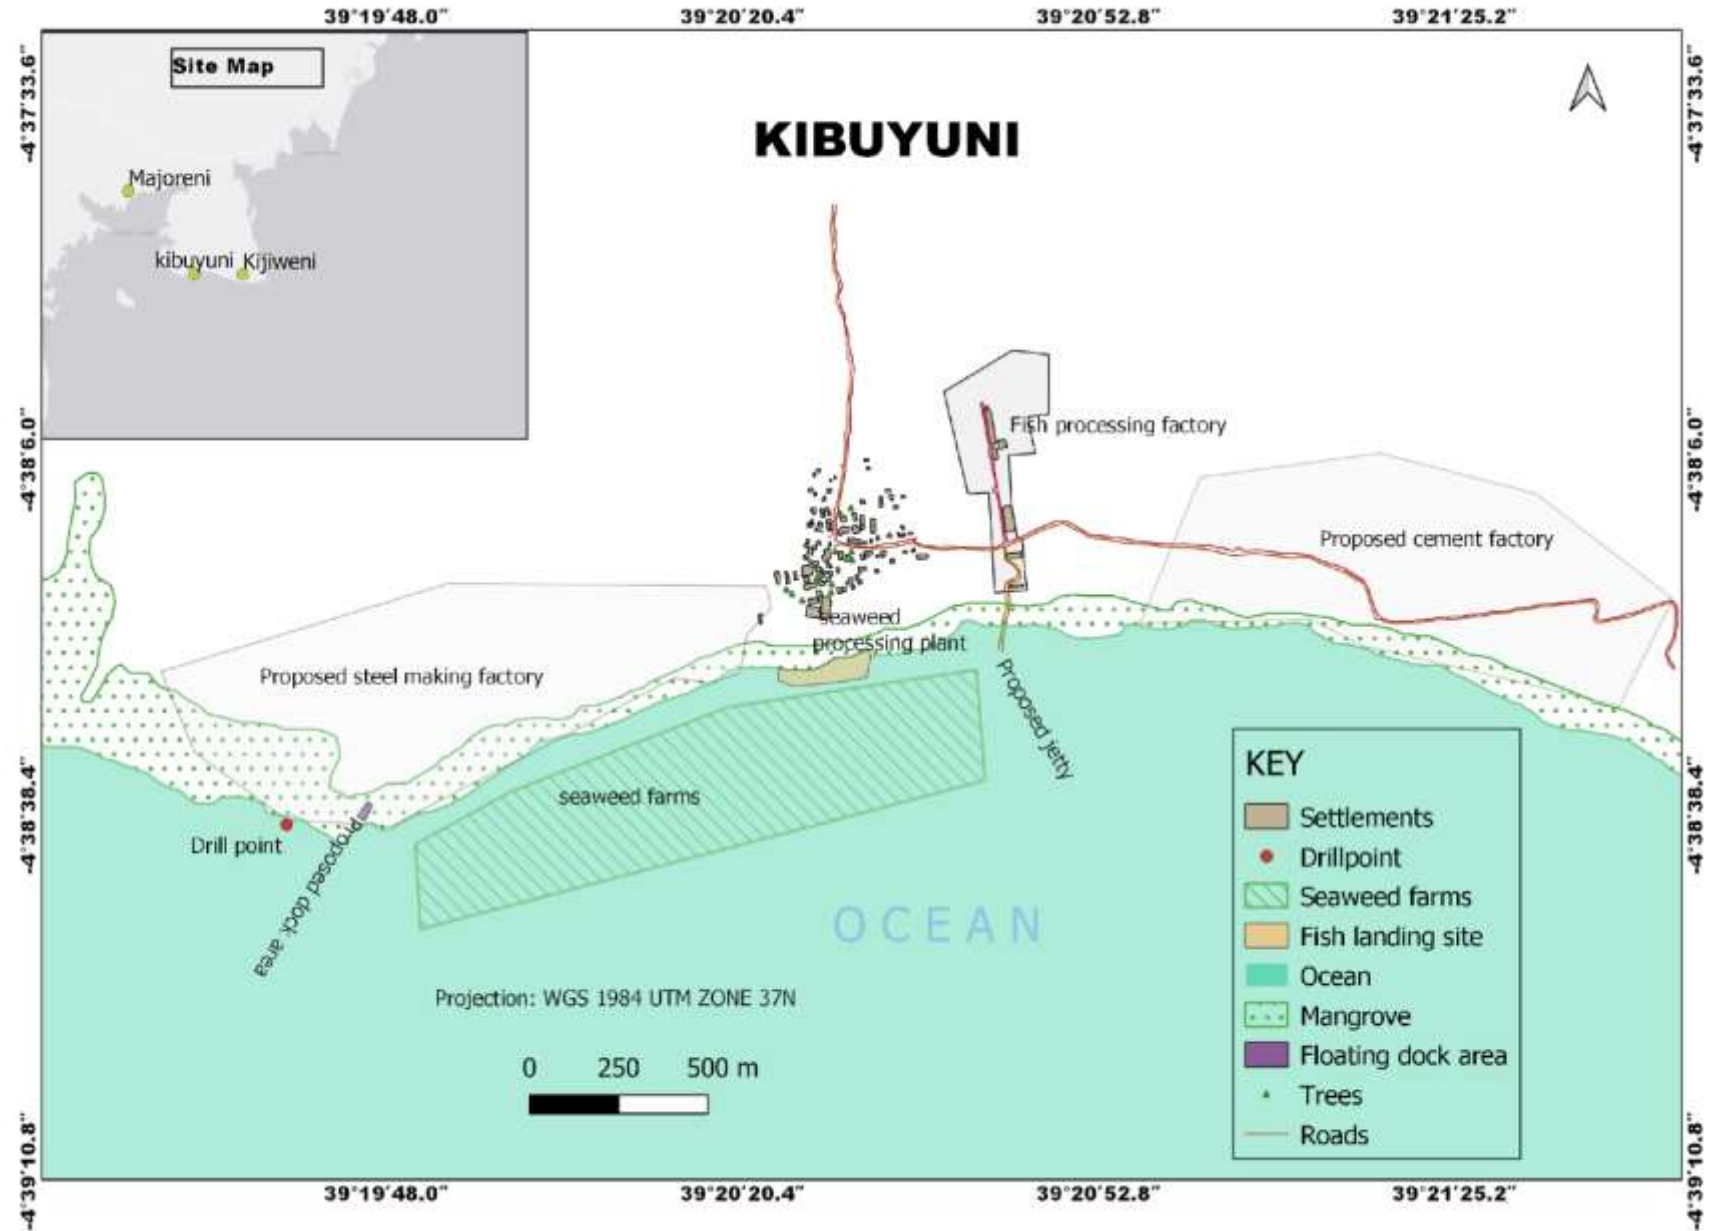 39°19'48.0" 39°20'20.4" 39°20'52.8" 39°21'25.2"
-4°37'33.6" -4°37'33.6"
Site Map
KIBUYUNI
Majoreni
kibuyuni Kijiweni
-4°38'6.0" -4°38'6.0"
Fish processing factory
Proposed cement factory
seaweed
processing plant
Proposed steel making factory
Proposed jetty
seaweed farms
-4°38'38.4" -4°38'38.4"
Drill point
Proposed dock area
OCEAN
Projection: WGS 1984 UTM ZONE 37N
0 250 500 m
KEY
Settlements
Drillpoint
Seaweed farms
Fish landing site
Ocean
Mangrove
Floating dock area
Trees
Roads
-4°39'10.8" -4°39'10.8"
39°19'48.0" 39°20'20.4" 39°20'52.8" 39°21'25.2"